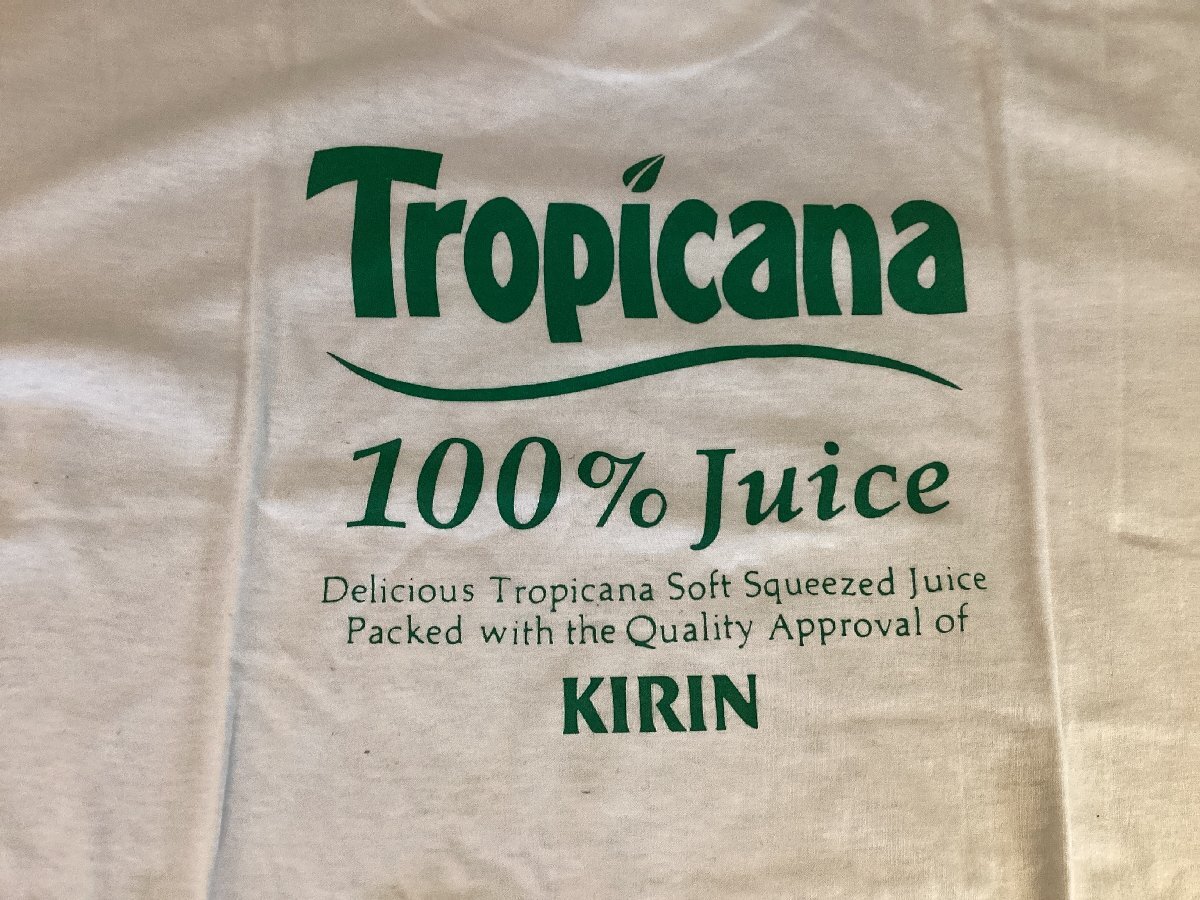 Tropicana
100% Juice
Delicious Tropicana Soft Squeezed Juice
Packed with the Quality Approval of
KIRIN